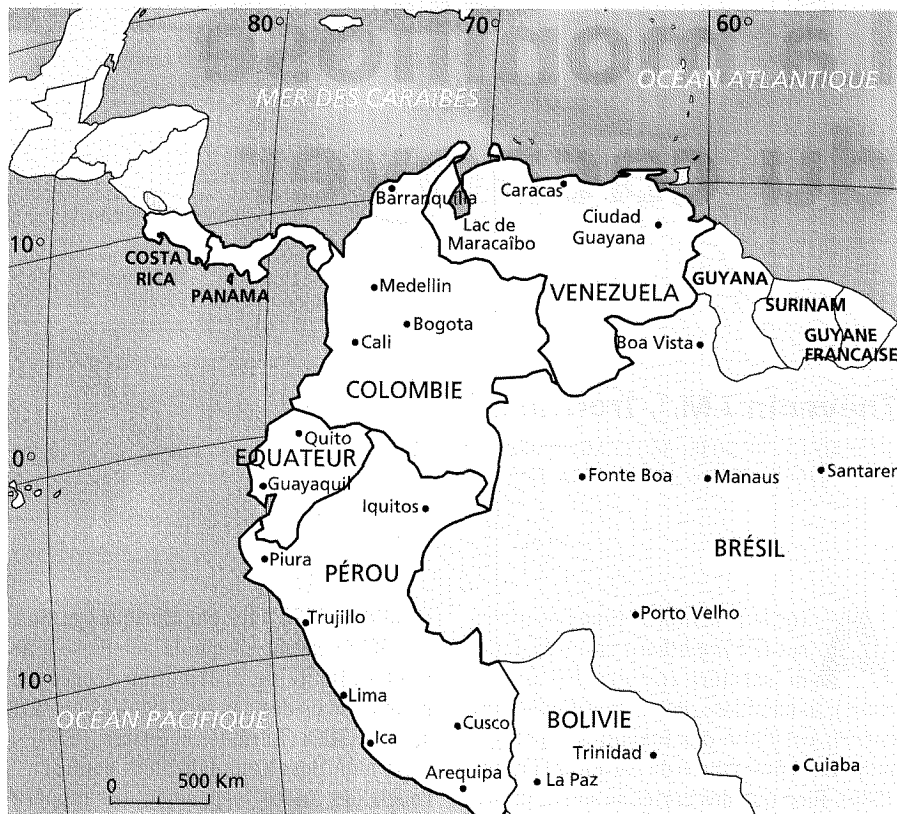 80°
70°
60°
OCÉAN ATLANTIQUE
MER DES CARAÏBES
Barranquilla
Caracas
Lac de
Maracaïbo
Ciudad
Guayana
10°
COSTA
RICA
PANAMA
GUYANA
Medellin
VENEZUELA
SURINAM
Bogota
Cali
Boa Vista
GUYANE
FRANCAISE
COLOMBIE
Quito
EQUATEUR
0°
Guayaquil
Fonte Boa
Manaus
Santarer
Iquitos
BRÉSIL
Piura
PÉROU
Porto Velho
Trujillo
10°
Lima
OCÉAN PACIFIQUE
Cusco
BOLIVIE
Ica
Trinidad
Cuiaba
0
500 Km
Arequipa
La Paz